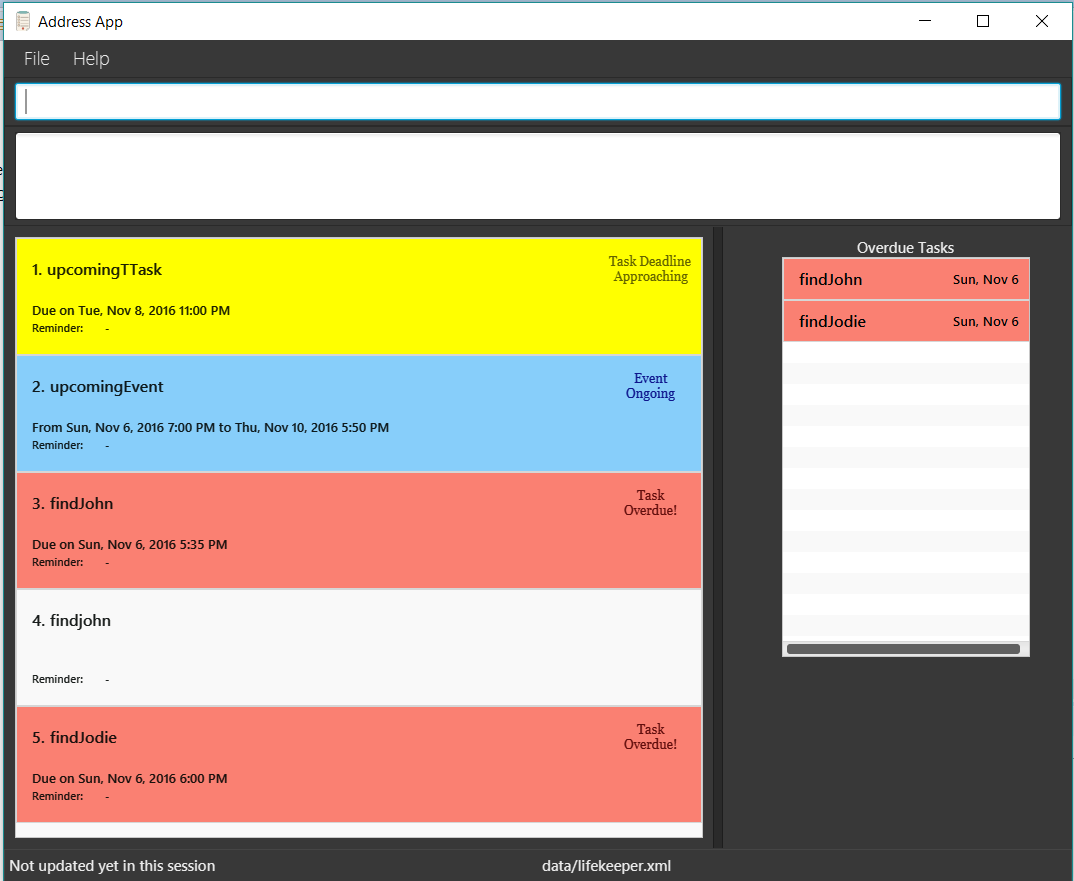 Address App
File Help
1. upcomingTTask
Task Deadline
Approaching
Due on Tue, Nov 8, 2016 11:00 PM
Reminder: -
2. upcomingEvent
Event
Ongoing
From Sun, Nov 6, 2016 7:00 PM to Thu, Nov 10, 2016 5:50 PM
Reminder: -
3. findJohn
Task
Overdue!
Due on Sun, Nov 6, 2016 5:35 PM
Reminder: -
4. findjohn
Reminder: -
5. findJodie
Task
Overdue!
Due on Sun, Nov 6, 2016 6:00 PM
Reminder: -
Overdue Tasks
findJohn Sun, Nov 6
findJodie Sun, Nov 6
Not updated yet in this session
data/lifekeeper.xml